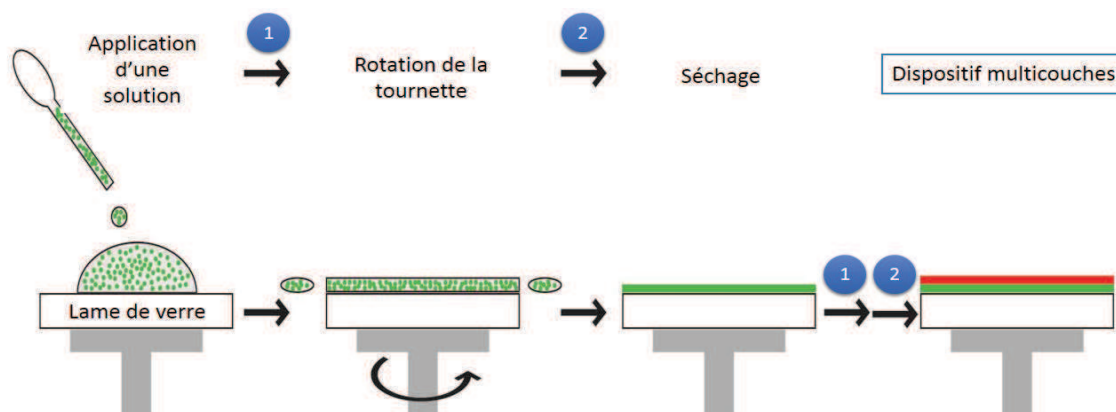 Application
d'une
solution
1
Rotation de la
tournette
2
Séchage
Dispositif multicouches
Lame de verre
1
2